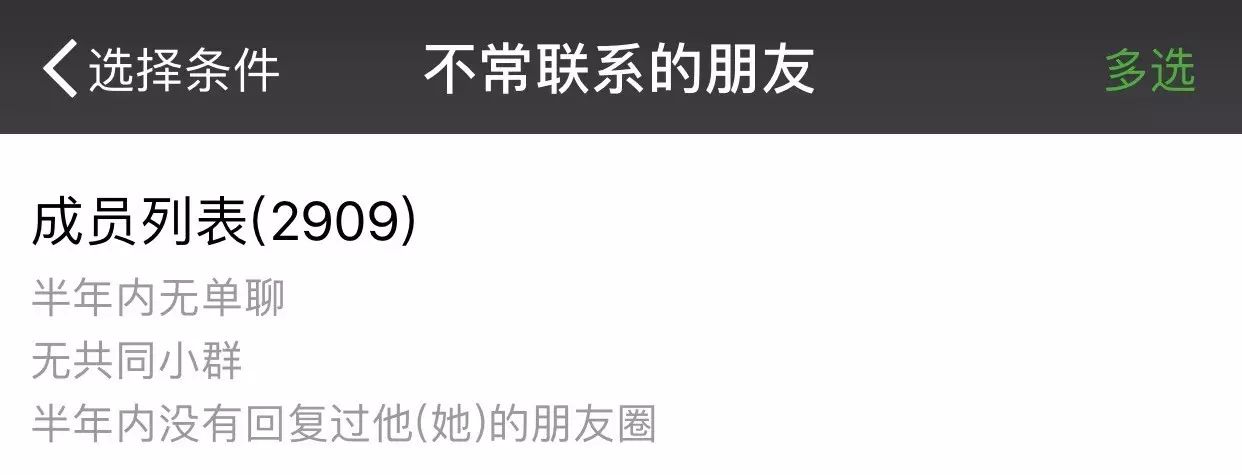 选择条件 不常联系的朋友 多选
成员列表(2909)
半年内无单聊
无共同小群
半年内没有回复过他(她)的朋友圈